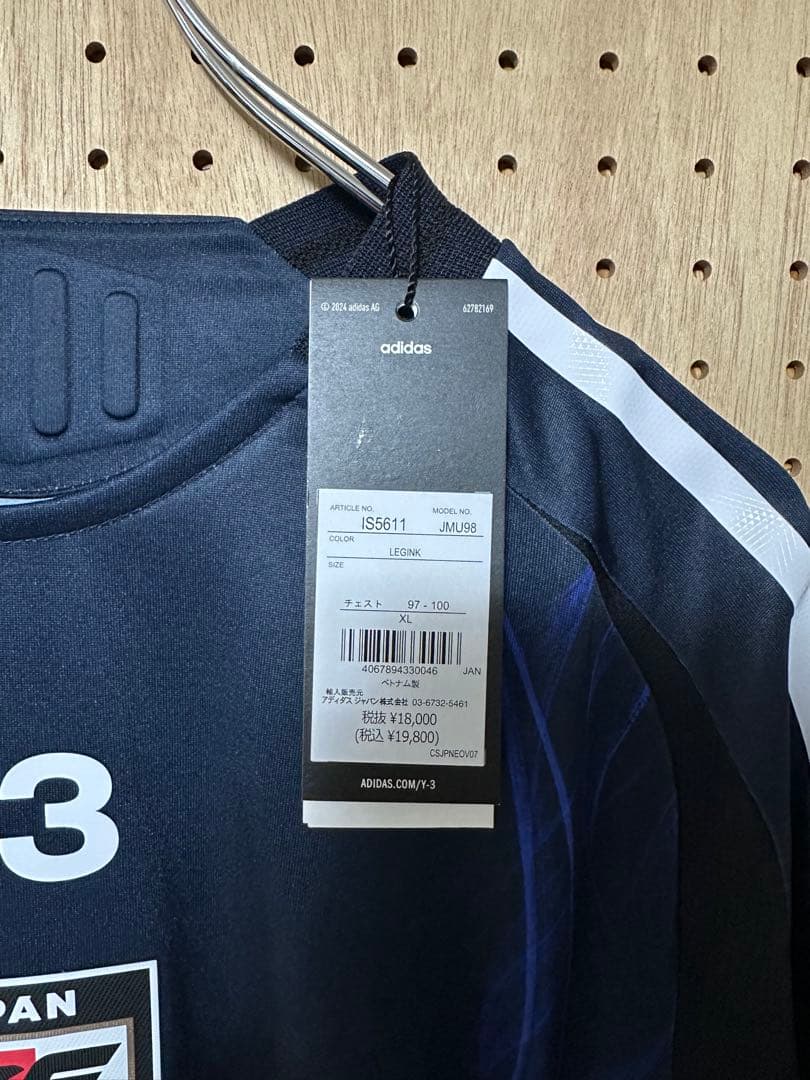 © 2024 adidas AG 62782169
adidas
ARTICLE NO. MODEL NO.
IS5611 JMU98
COLOR
LEGINK
SIZE
チェスト 97 - 100
XL
4067894330046 JAN
ベトナム製
輸入販売元
アディダス ジャパン株式会社 03-6732-5461
税抜 ¥18,000
(税込 ¥19,800)
CSJPNEOV07
ADIDAS.COM/Y-3
3
PAN